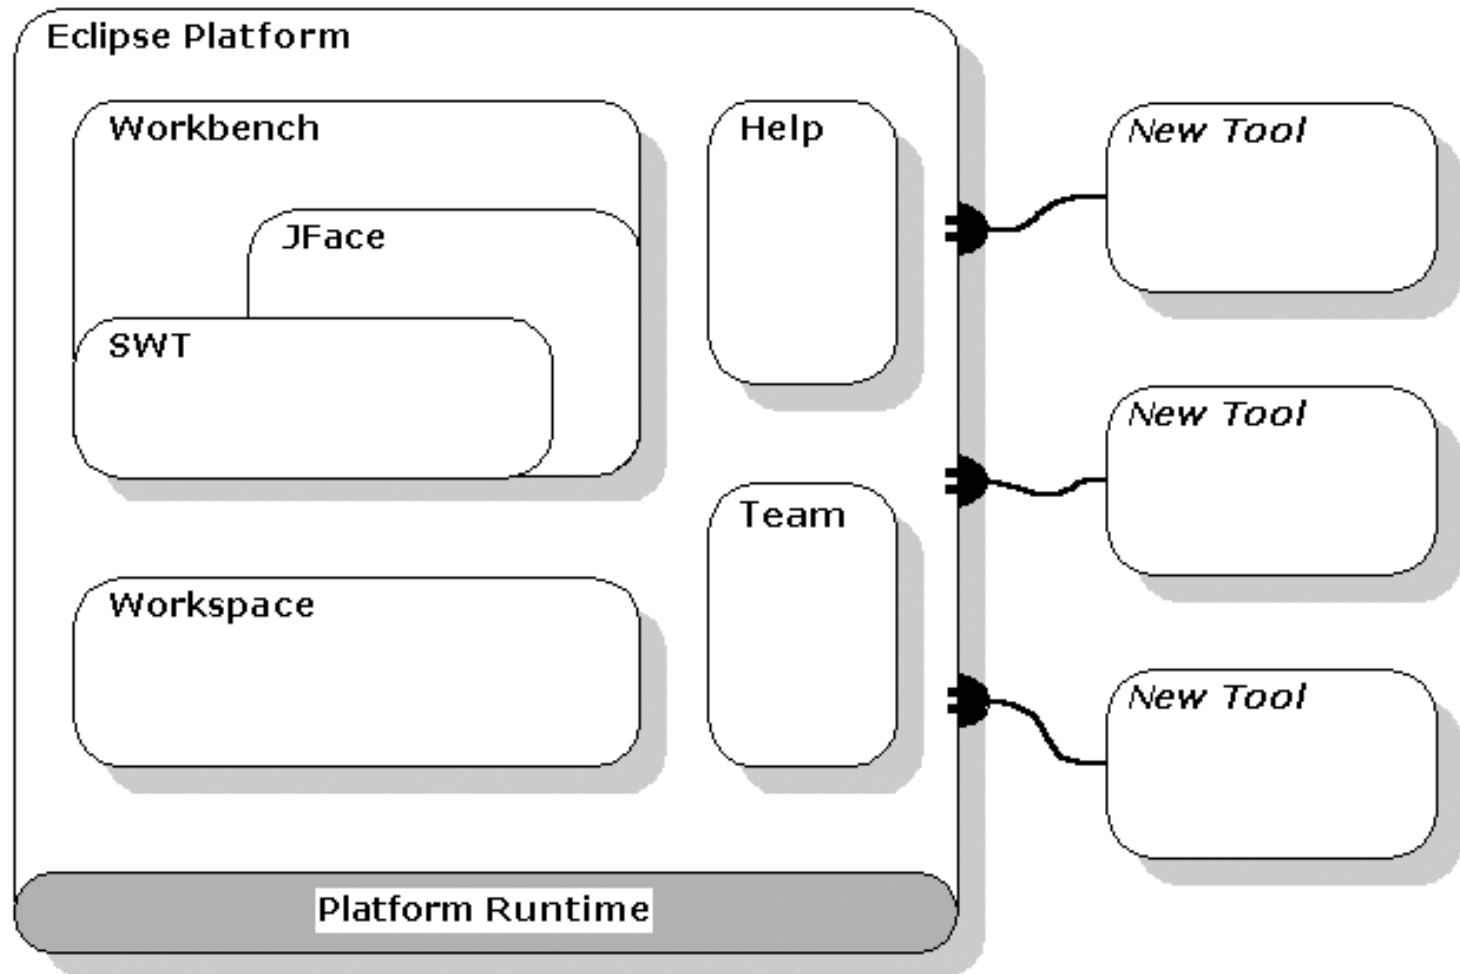 Eclipse Platform
Workbench
JFace
SWT
Workspace
Help
Team
Platform Runtime
New Tool
New Tool
New Tool